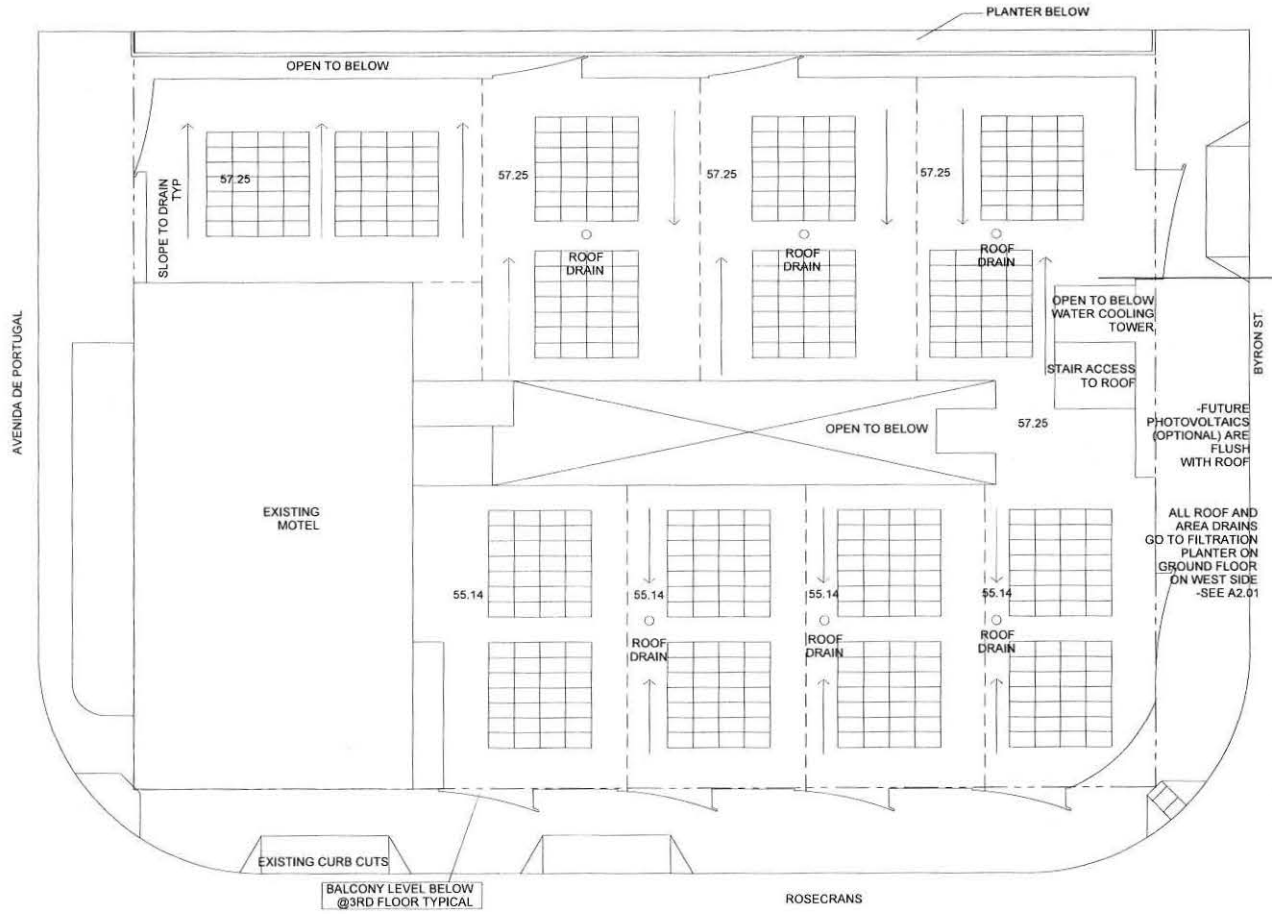 PLANTER BELOW
OPEN TO BELOW
SLOPE TO DRAIN
TYP
57.25
57.25
57.25
57.25
ROOF
DRAIN
ROOF
DRAIN
ROOF
DRAIN
OPEN TO BELOW
WATER COOLING
TOWER
STAIR ACCESS
TO ROOF
AVENIDA DE PORTUGAL
BYRON ST.
OPEN TO BELOW
57.25
-FUTURE
PHOTOVOLTAICS
(OPTIONAL) ARE
FLUSH
WITH ROOF
EXISTING
MOTEL
ALL ROOF AND
AREA DRAINS
GO TO FILTRATION
PLANTER ON
GROUND FLOOR
ON WEST SIDE
-SEE A2.01
55.14
55.14
55.14
55.14
ROOF
DRAIN
ROOF
DRAIN
ROOF
DRAIN
EXISTING CURB CUTS
BALCONY LEVEL BELOW
@3RD FLOOR TYPICAL
ROSECRANS